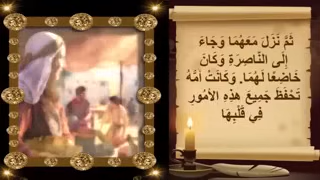 ثُمَّ نَزَلَ مَعَهُمَا وَجَاءَ
إِلَى النَّاصِرَةِ وَكَانَ
خَاضِعًا لَهُمَا. وَكَانَتْ أُمُّهُ
تَحْفَظُ جَمِيعَ هذِهِ الأُمُورِ
فِي قَلْبِهَا